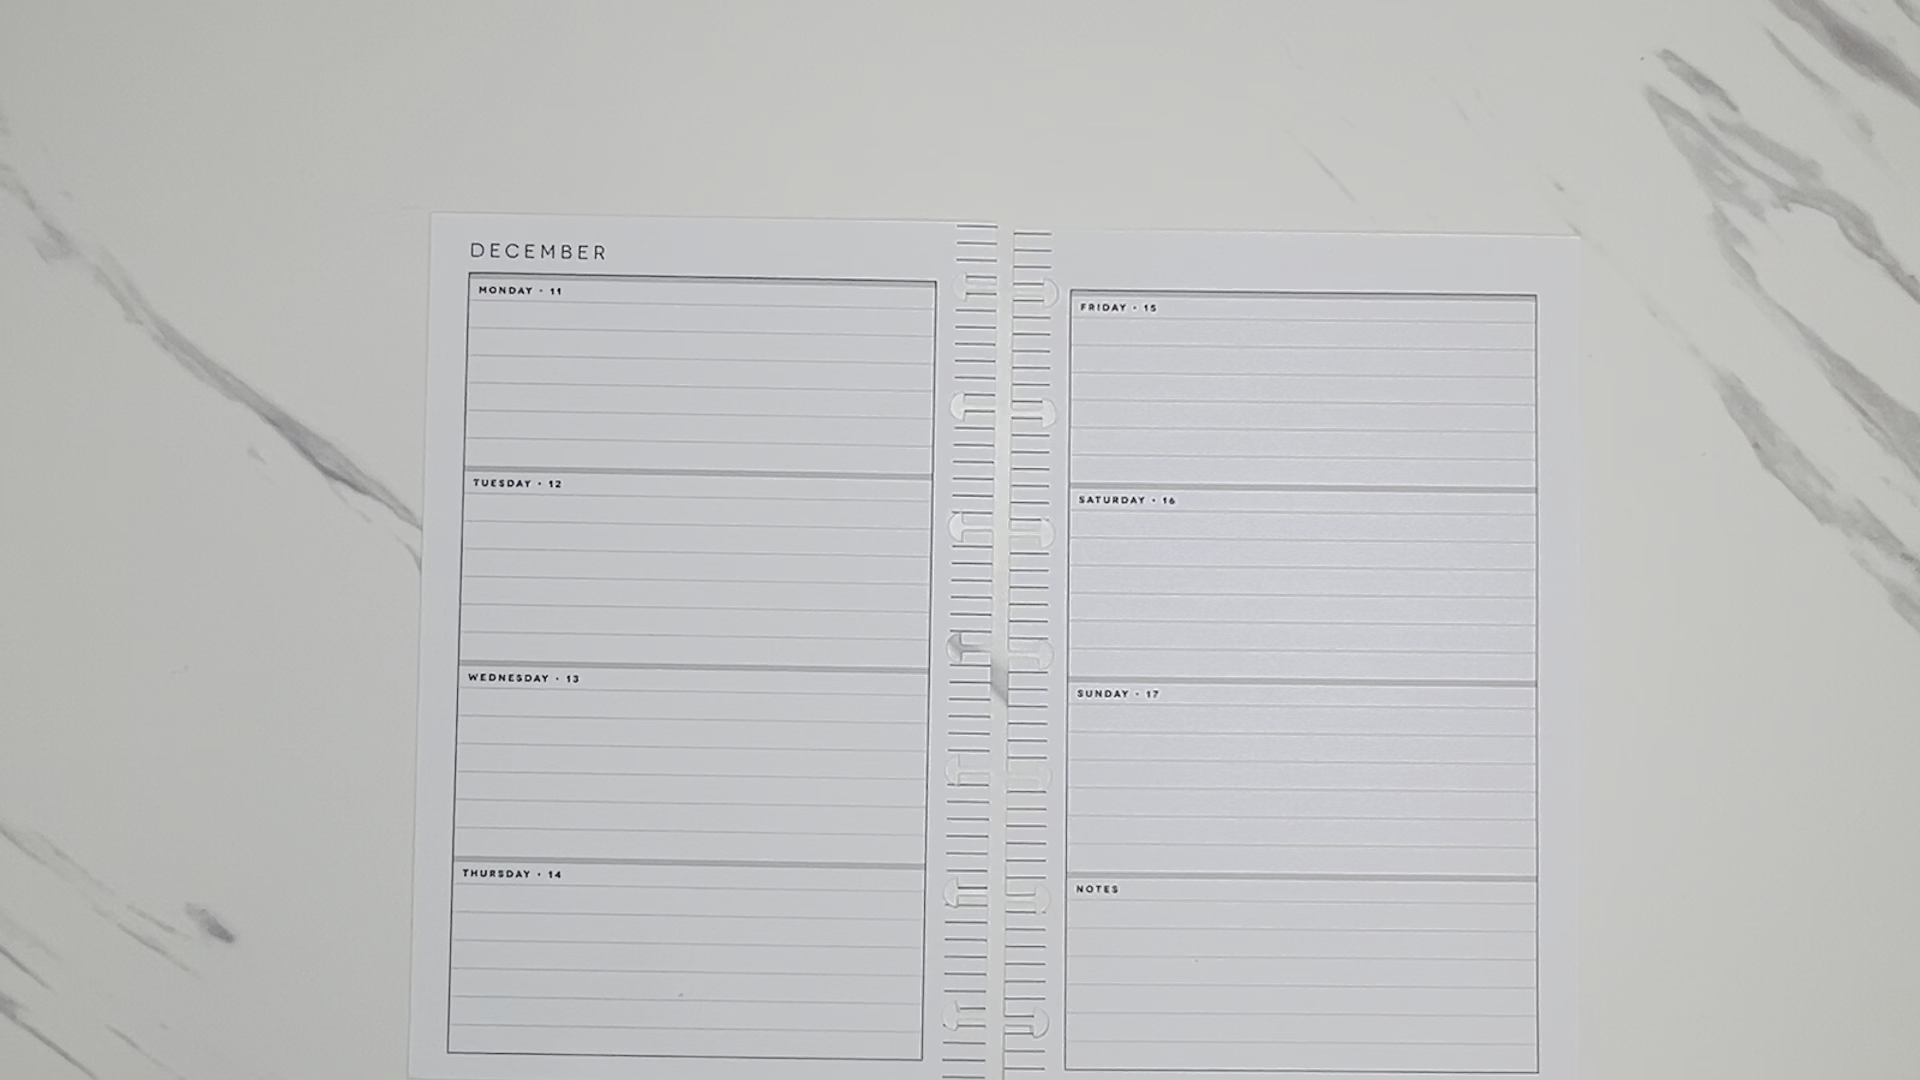 DECEMBER
MONDAY · 11
TUESDAY · 12
WEDNESDAY · 13
THURSDAY · 14
FRIDAY · 15
SATURDAY · 16
SUNDAY · 17
NOTES